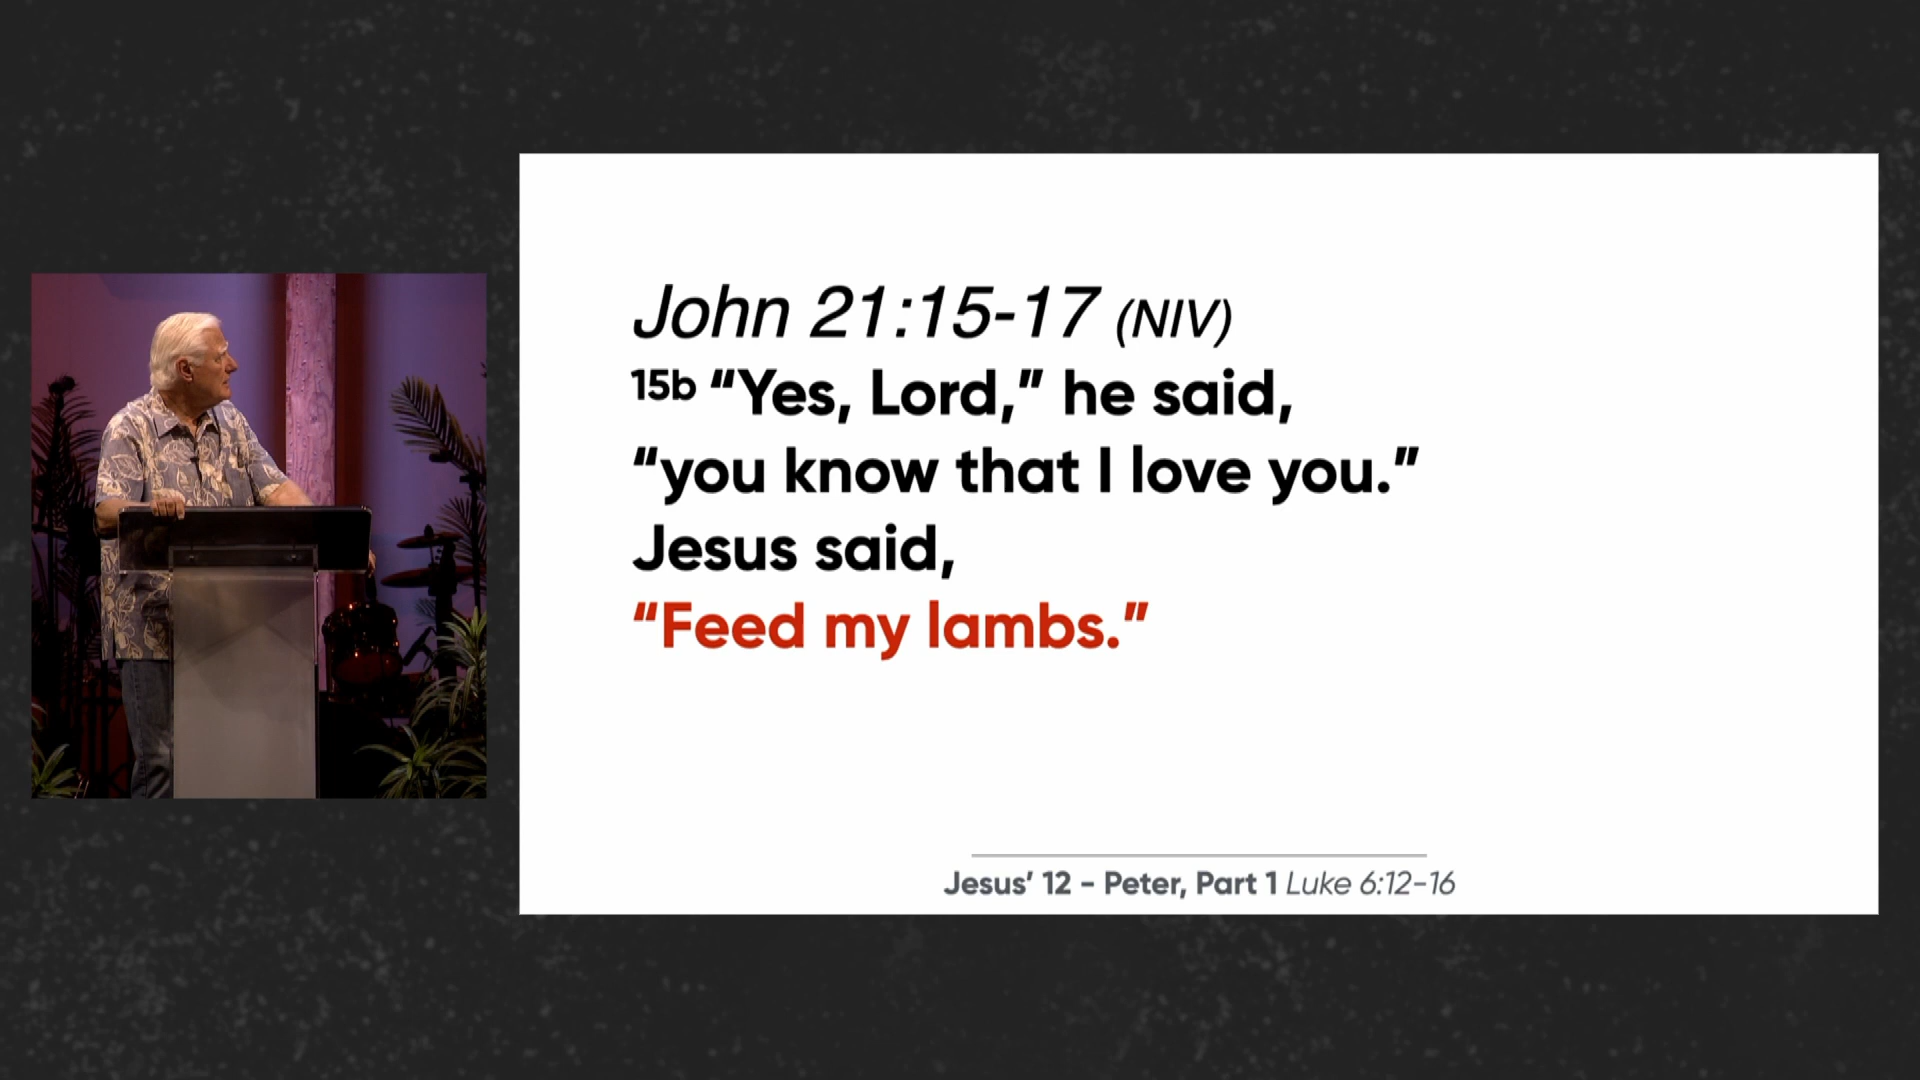 John 21:15-17 (NIV)
15b “Yes, Lord,” he said,
“you know that I love you.”
Jesus said,
“Feed my lambs.”
Jesus’ 12 - Peter, Part 1 Luke 6:12-16